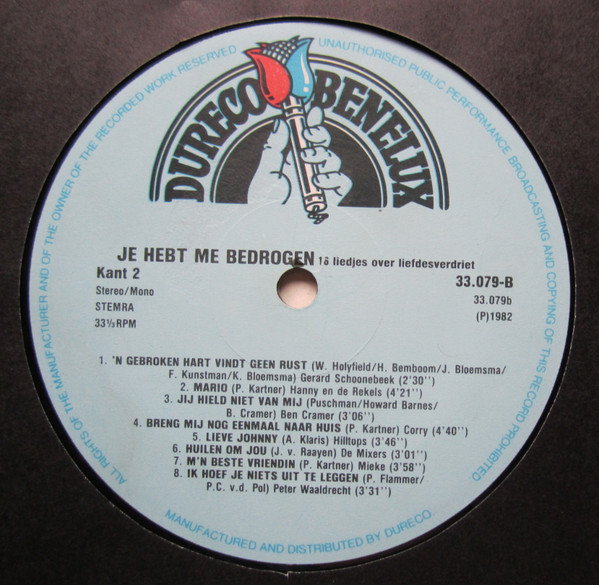 ALL RIGHTS OF THE MANUFACTURER AND OF THE OWNER OF THE RECORDED WORK RESERVED
UNAUTHORISED PUBLIC PERFORMANCE BROADCASTING AND COPYING OF THIS RECORD PROHIBITED
DURECO BENELUX
JE HEBT ME BEDROGEN 16 liedjes over liefdesverdriet
Kant 2
33.079-B
Stereo/Mono
33.079b
STEMRA
(P)1982
33⅓RPM
1. 'N GEBROKEN HART VINDT GEEN RUST (W. Holyfield/H. Bemboom/J. Bloemsma/
F. Kunstman/K. Bloemsma) Gerard Schoonebeek (2'30'')
2. MARIO (P. Kartner) Hanny en de Rekels (4'21'')
3. JIJ HIELD NIET VAN MIJ (Puschman/Howard Barnes/
B. Cramer) Ben Cramer (3'06'')
4. BRENG MIJ NOG EENMAAL NAAR HUIS (P. Kartner) Corry (4'40'')
5. LIEVE JOHNNY (A. Klaris) Hilltops (3'46'')
6. HUILEN OM JOU (J. v. Raayen) De Mixers (3'01'')
7. M'N BESTE VRIENDIN (P. Kartner) Mieke (3'58'')
8. IK HOEF JE NIETS UIT TE LEGGEN (P. Flammer/
P.C. v.d. Pol) Peter Waaldrecht (3'31'')
MANUFACTURED AND DISTRIBUTED BY DURECO